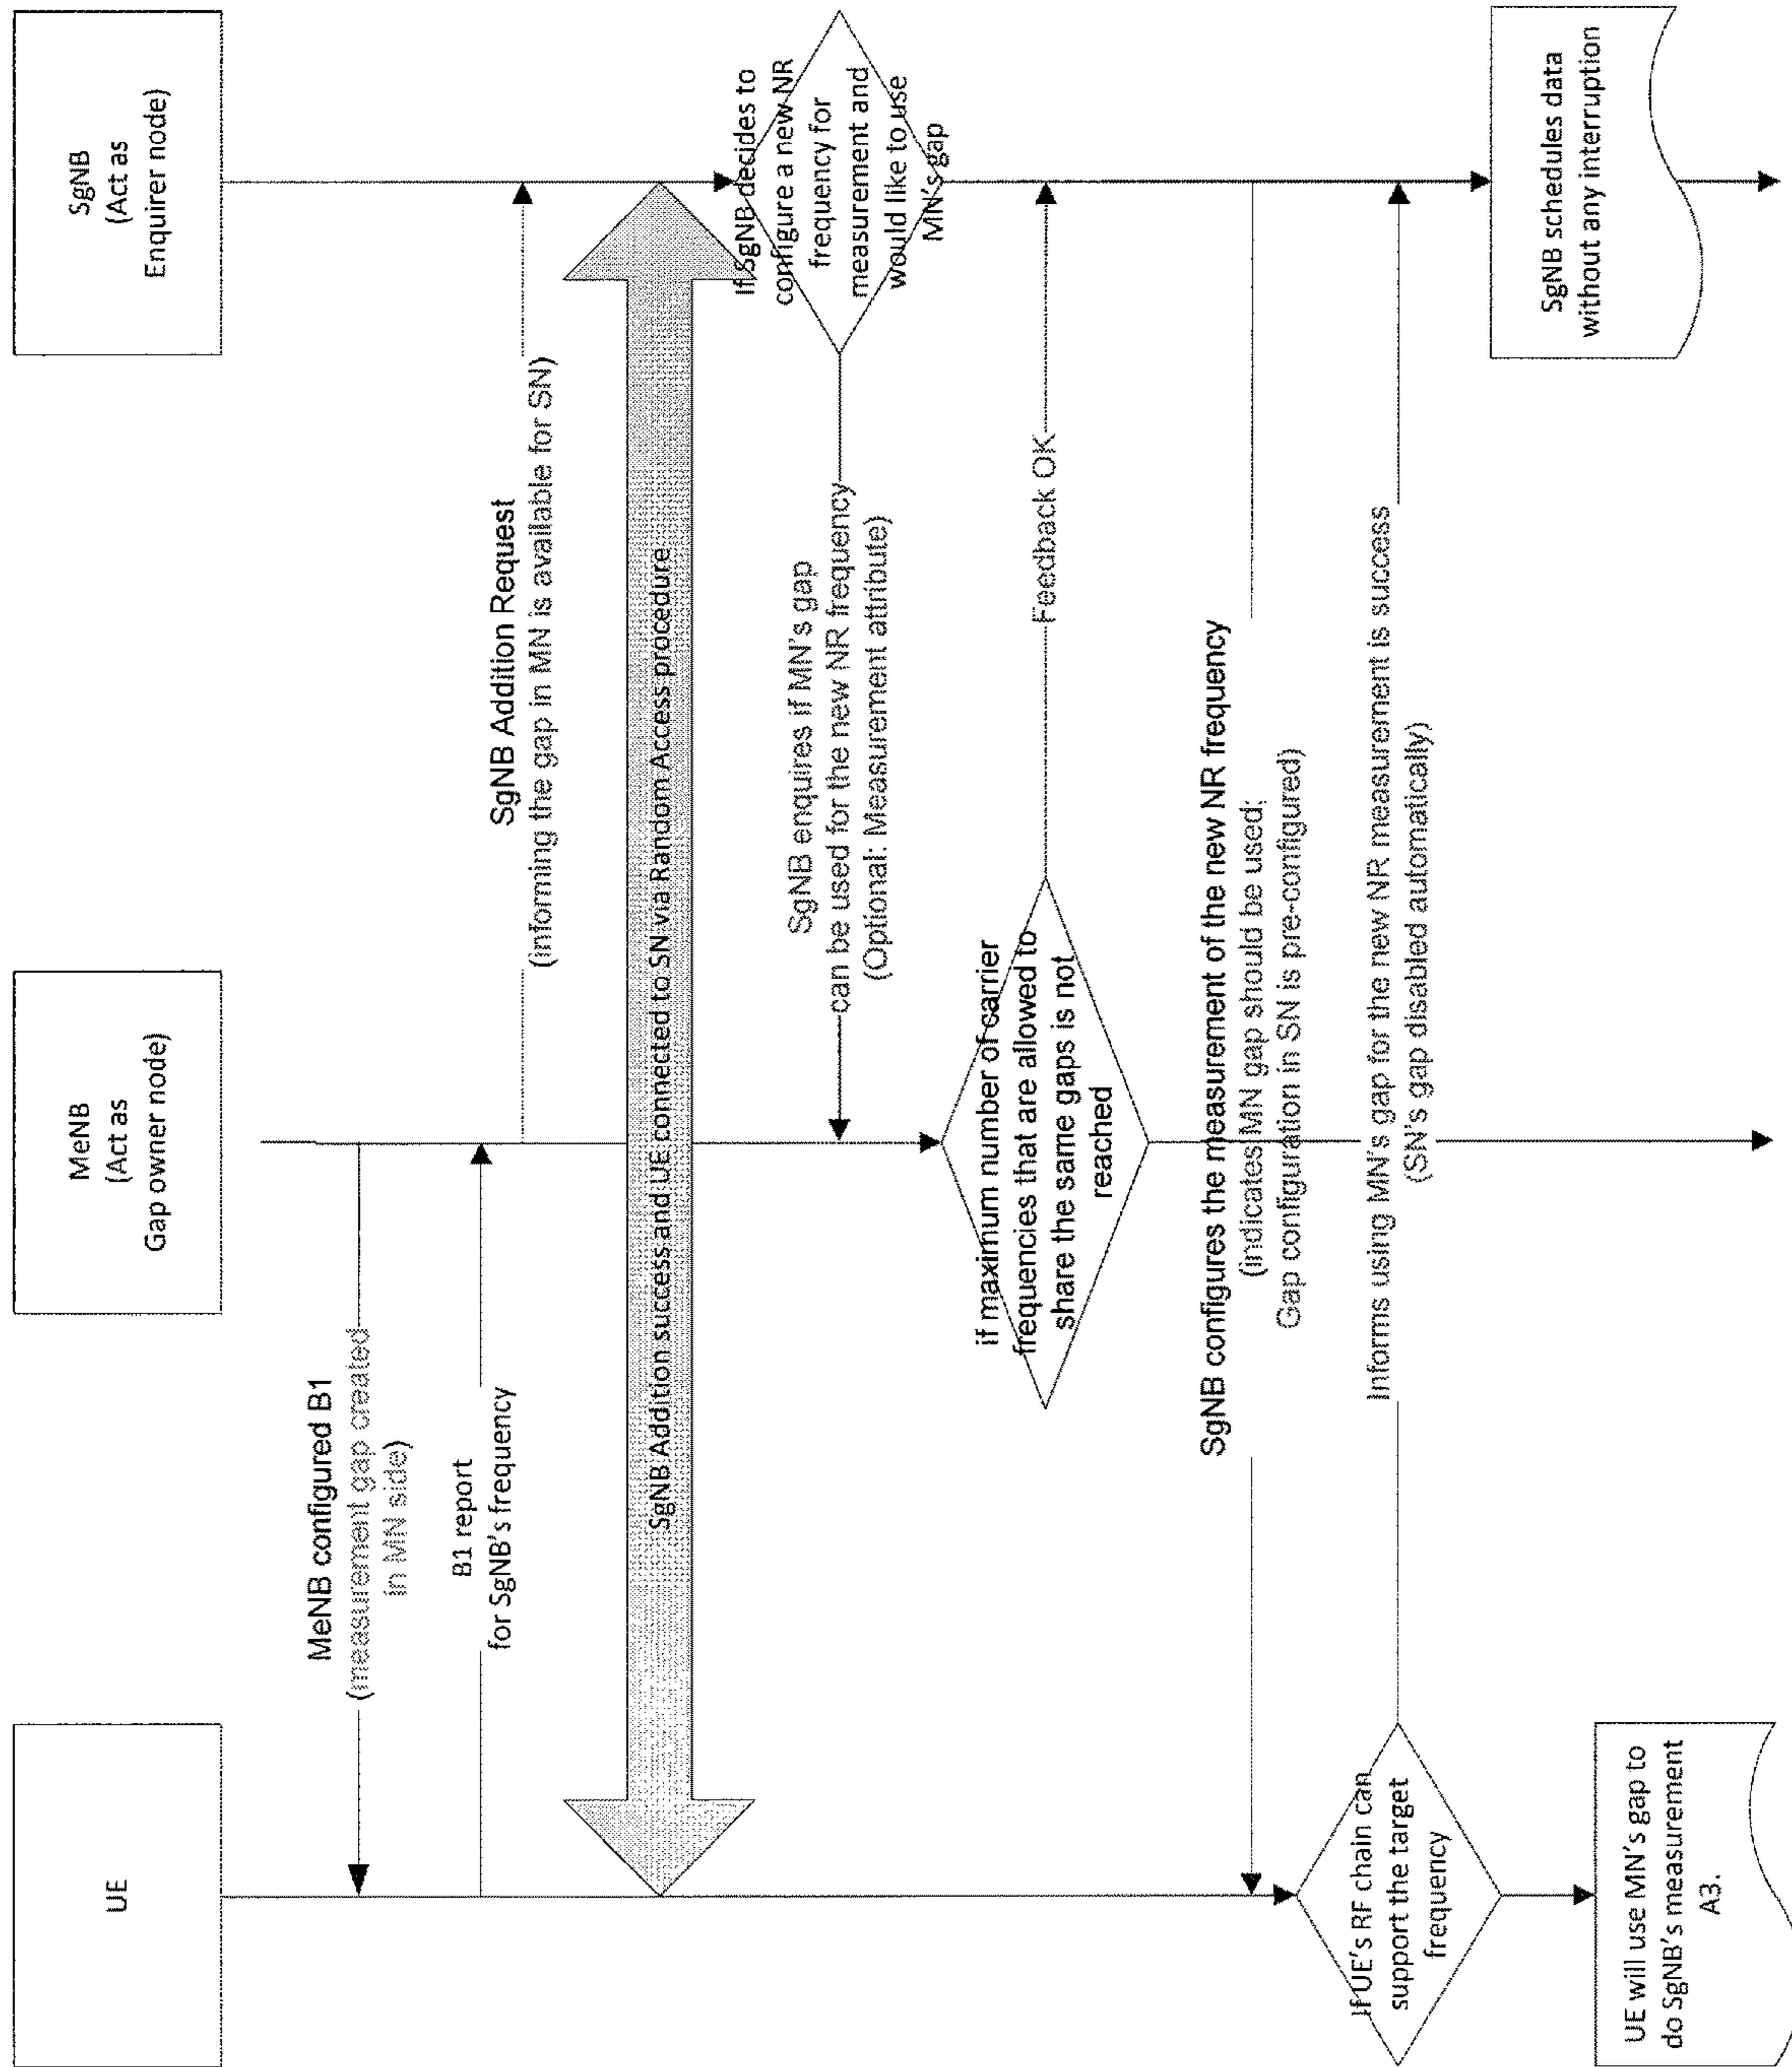 UE
MeNB
(Act as
Gap owner node)
SgNB
(Act as
Enquirer node)
MeNB configured B1
(measurement gap created
in MN side)
B1 report
for SgNB's frequency
SgNB Addition Request
(informing the gap in MN is available for SN)
SgNB Addition success and UE connected to SN via Random Access procedure
If SgNB decides to
configure a new NR
frequency for
measurement and
would like to use
MN's gap
SgNB enquires if MN's gap
can be used for the new NR frequency
(Optional: Measurement attribute)
if maximum number of carrier
frequencies that are allowed to
share the same gaps is not
reached
Feedback OK
SgNB configures the measurement of the new NR frequency
(indicates MN gap should be used;
Gap configuration in SN is pre-configured)
If UE's RF chain can
support the target
frequency
Informs using MN's gap for the new NR measurement is success
(SN's gap disabled automatically)
SgNB schedules data
without any interruption
UE will use MN's gap to
do SgNB's measurement
A3.